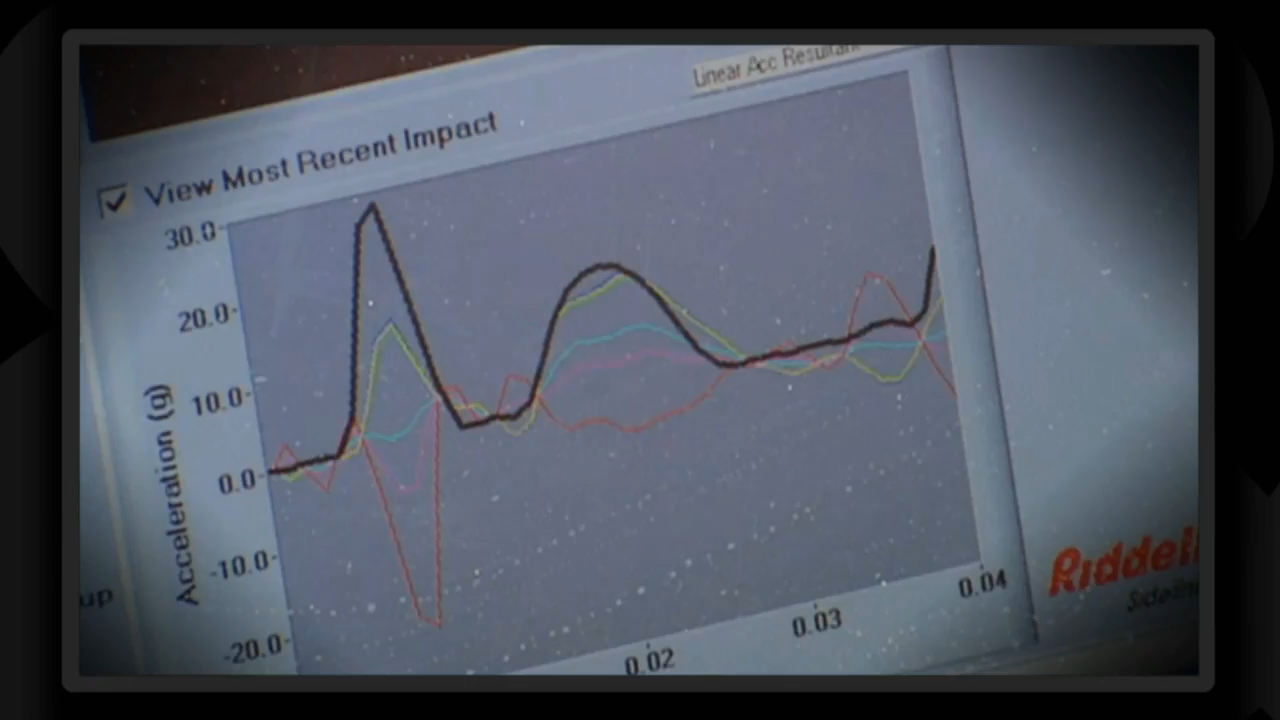 Linear Acc Resultant
View Most Recent Impact
30.0
20.0
10.0
0.0
-10.0
-20.0
Acceleration (g)
0.02
0.03
0.04
up
Riddell